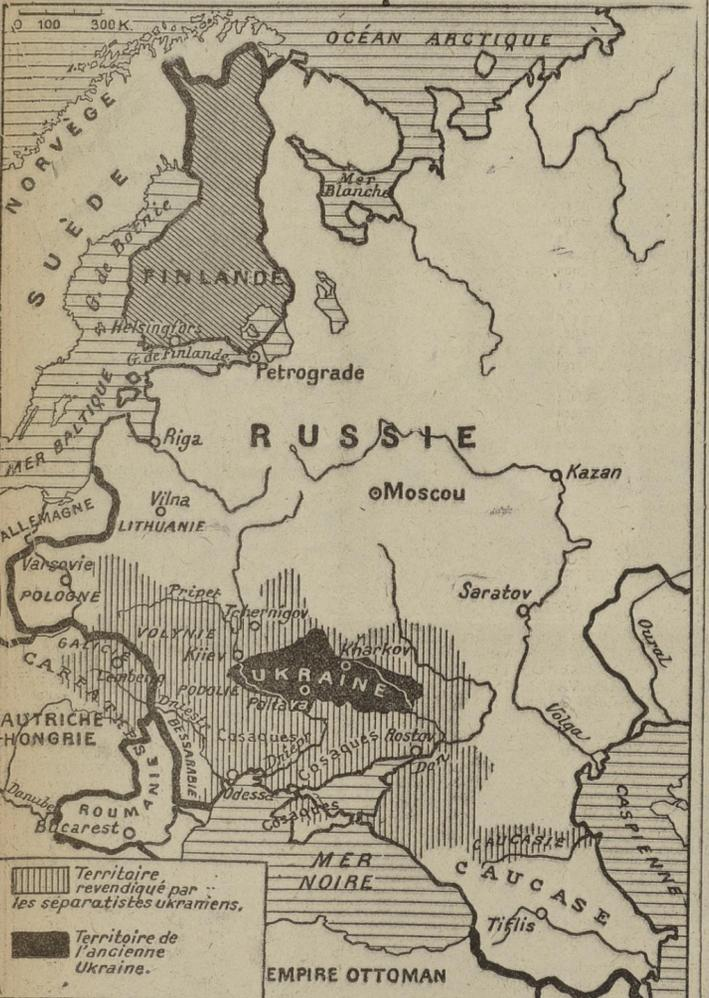 0 100 300K.
OCÉAN ARCTIQUE
NORVÈGE
SUÈDE
Mer
Blanche
G. de Botnie
FINLANDE
Helsingfors
G. de Finlande
Petrograde
MER BALTIQUE
Riga
RUSSIE
Kazan
Moscou
Vilna
LITHUANIE
ALLEMAGNE
Varsovie
POLOGNE
Pripet
Tchernigov
Saratov
VOLYNIE
GALICIE
Kiiev
Kharkov
Oural
CARPATHES
Lemberg
UKRAINE
PODOLIE
Poltava
Dniestr
AUTRICHE
-HONGRIE
BESSARABIE
Cosaques
Dniepr
Cosaques
Rostov
Don
Volga
Danube
Odessa
ROUMANIE
Bucarest
Cosaques
CASPIENNE
CAUCASIE
CAUCASE
MER
NOIRE
Tiflis
EMPIRE OTTOMAN
Territoire
revendiqué par
les séparatistes ukraniens.
Territoire de
l'ancienne
Ukraine.